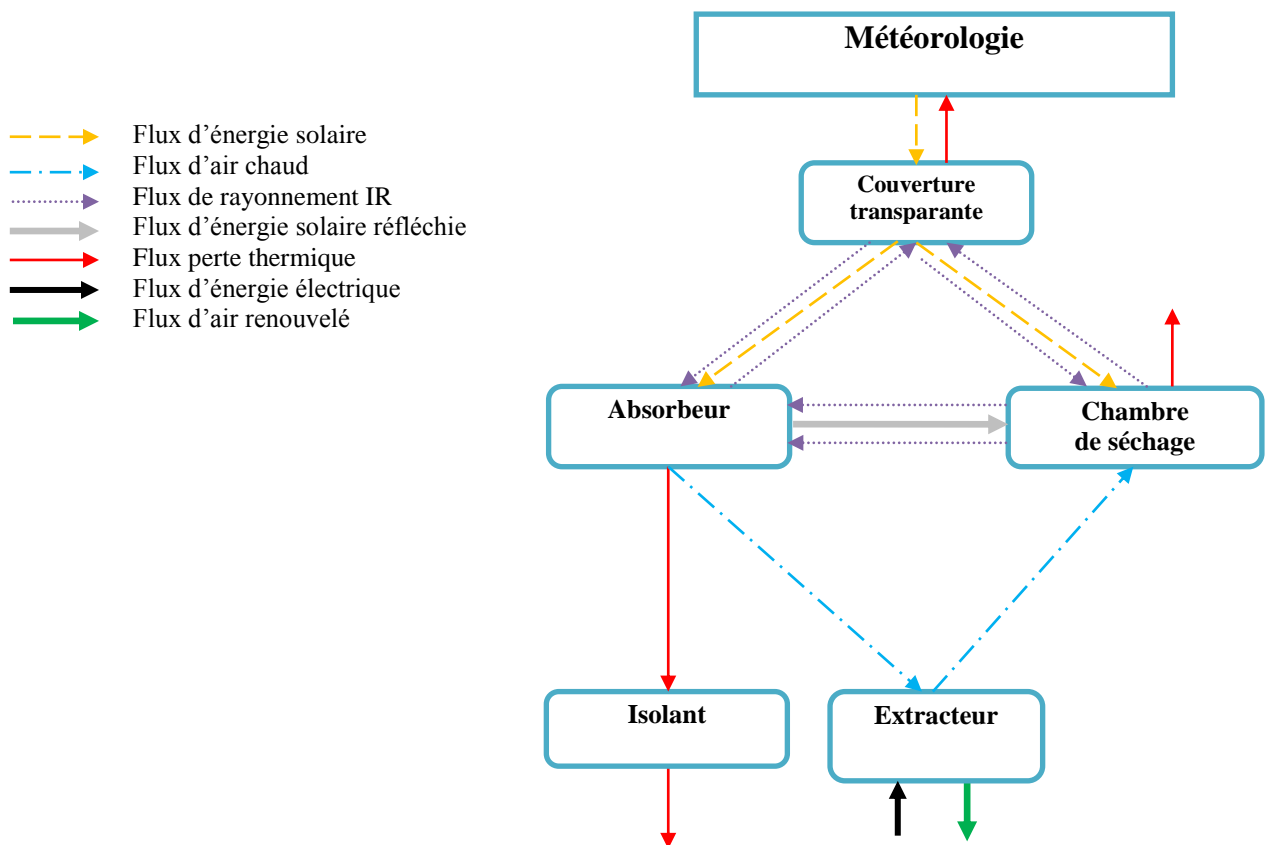 Météorologie
Flux d'énergie solaire
Flux d'air chaud
Flux de rayonnement IR
Flux d'énergie solaire réfléchie
Flux perte thermique
Flux d'énergie électrique
Flux d'air renouvelé
Couverture
transparante
Absorbeur
Chambre
de séchage
Isolant
Extracteur